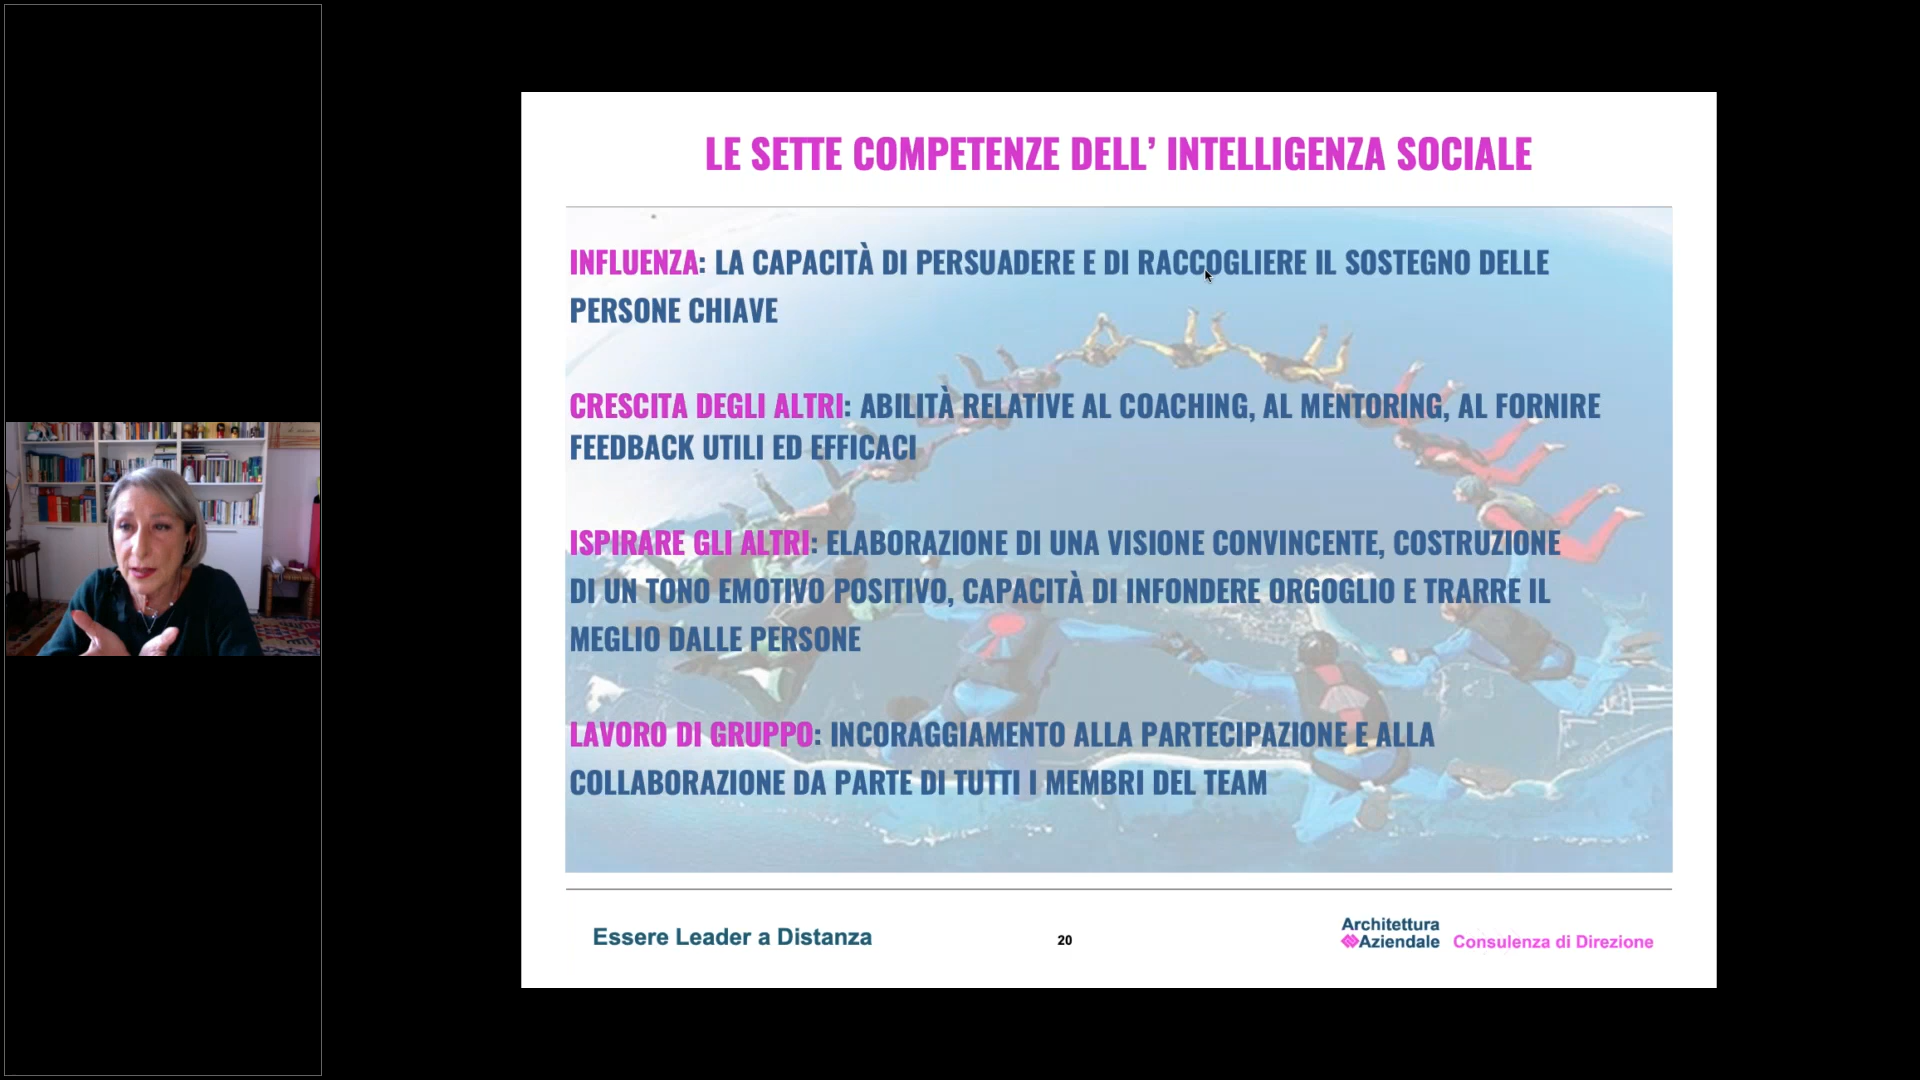 LE SETTE COMPETENZE DELL’ INTELLIGENZA SOCIALE
INFLUENZA: LA CAPACITÀ DI PERSUADERE E DI RACCOGLIERE IL SOSTEGNO DELLE
PERSONE CHIAVE
CRESCITA DEGLI ALTRI: ABILITÀ RELATIVE AL COACHING, AL MENTORING, AL FORNIRE
FEEDBACK UTILI ED EFFICACI
ISPIRARE GLI ALTRI: ELABORAZIONE DI UNA VISIONE CONVINCENTE, COSTRUZIONE
DI UN TONO EMOTIVO POSITIVO, CAPACITÀ DI INFONDERE ORGOGLIO E TRARRE IL
MEGLIO DALLE PERSONE
LAVORO DI GRUPPO: INCORAGGIAMENTO ALLA PARTECIPAZIONE E ALLA
COLLABORAZIONE DA PARTE DI TUTTI I MEMBRI DEL TEAM
Essere Leader a Distanza
20
Architettura
Aziendale Consulenza di Direzione